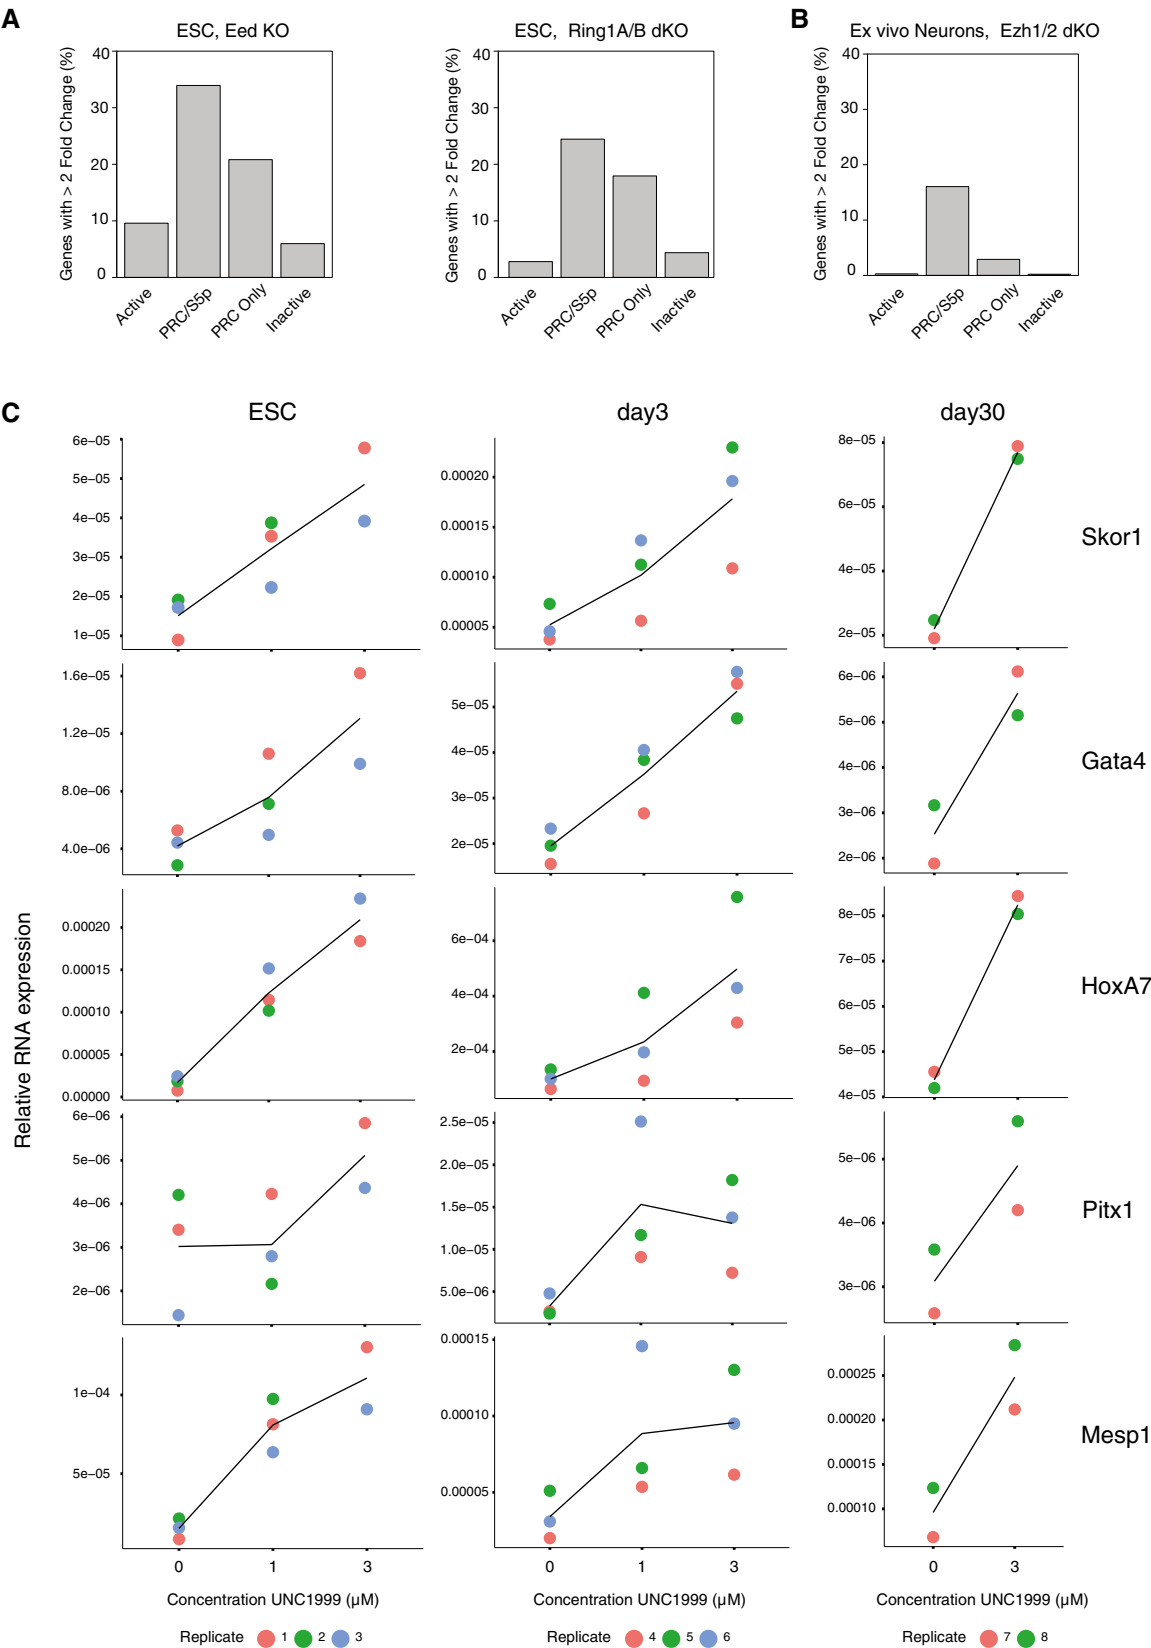 A
B
ESC, Eed KO
ESC, Ring1A/B dKO
Ex vivo Neurons, Ezh1/2 dKO
Genes with > 2 Fold Change (%)
40
30
20
10
0
Active
PRC/S5p
PRC Only
Inactive
Genes with > 2 Fold Change (%)
40
30
20
10
0
Active
PRC/S5p
PRC Only
Inactive
Genes with > 2 Fold Change (%)
40
30
20
10
0
Active
PRC/S5p
PRC Only
Inactive
C
ESC
day3
day30
Relative RNA expression
6e−05
5e−05
4e−05
3e−05
2e−05
1e−05
0.00020
0.00015
0.00010
0.00005
8e−05
6e−05
4e−05
2e−05
Skor1
1.6e−05
1.2e−05
8.0e−06
4.0e−06
5e−05
4e−05
3e−05
2e−05
6e−06
5e−06
4e−06
3e−06
2e−06
Gata4
0.00020
0.00015
0.00010
0.00005
0.00000
6e−04
4e−04
2e−04
8e−05
7e−05
6e−05
5e−05
4e−05
HoxA7
6e−06
5e−06
4e−06
3e−06
2e−06
2.5e−05
2.0e−05
1.5e−05
1.0e−05
5.0e−06
5e−06
4e−06
3e−06
Pitx1
1e−04
5e−05
0.00015
0.00010
0.00005
0.00025
0.00020
0.00015
0.00010
Mesp1
0 1 3
0 1 3
0 3
Concentration UNC1999 (µM)
Concentration UNC1999 (µM)
Concentration UNC1999 (µM)
Replicate 1 2 3
Replicate 4 5 6
Replicate 7 8